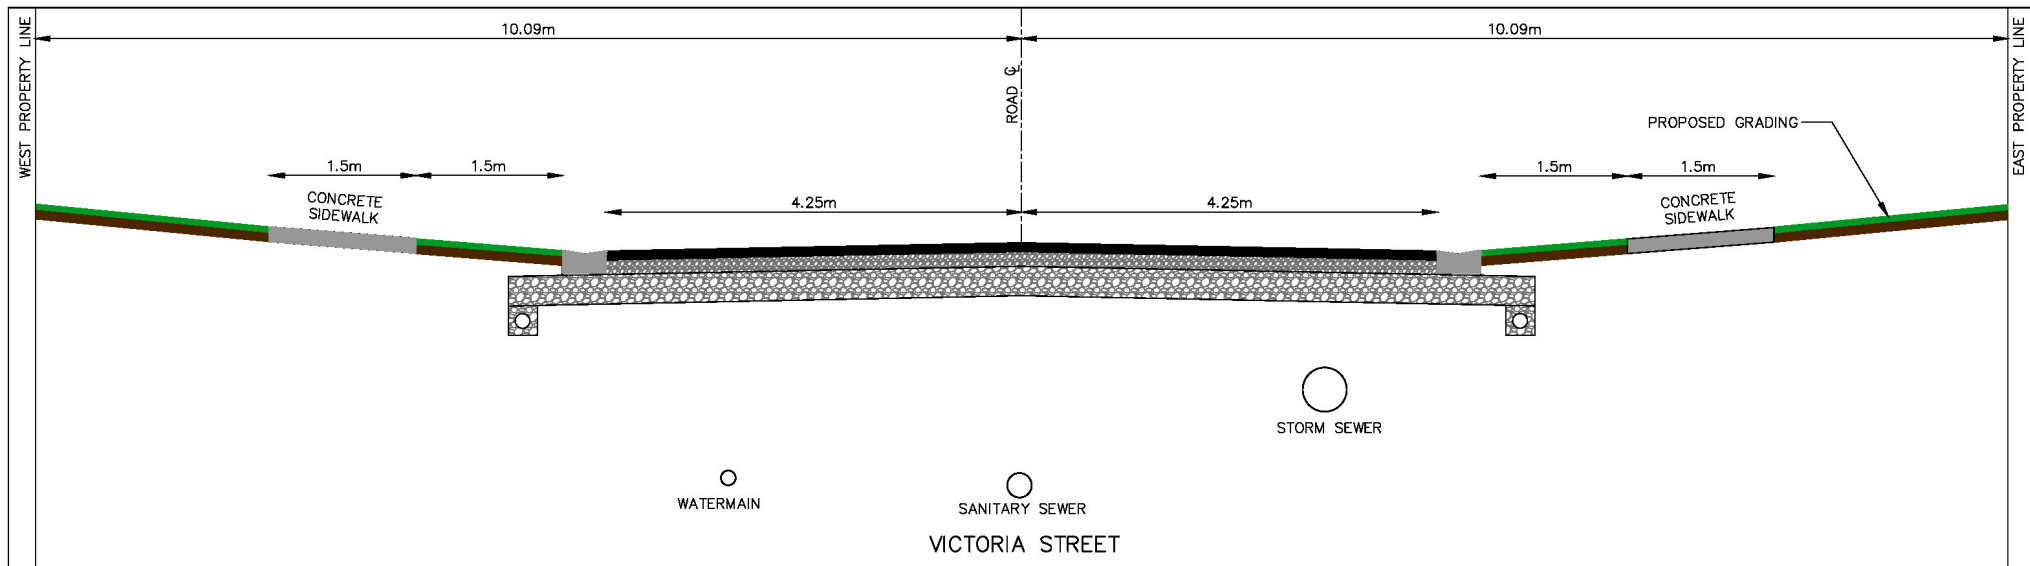 10.09m
10.09m
WEST PROPERTY LINE
EAST PROPERTY LINE
ROAD ℄
PROPOSED GRADING
1.5m
1.5m
1.5m
1.5m
CONCRETE
SIDEWALK
CONCRETE
SIDEWALK
4.25m
4.25m
STORM SEWER
WATERMAIN
SANITARY SEWER
VICTORIA STREET